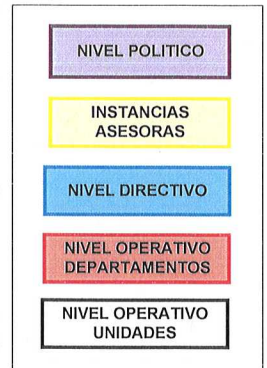 NIVEL POLITICO
INSTANCIAS
ASESORAS
NIVEL DIRECTIVO
NIVEL OPERATIVO
DEPARTAMENTOS
NIVEL OPERATIVO
UNIDADES